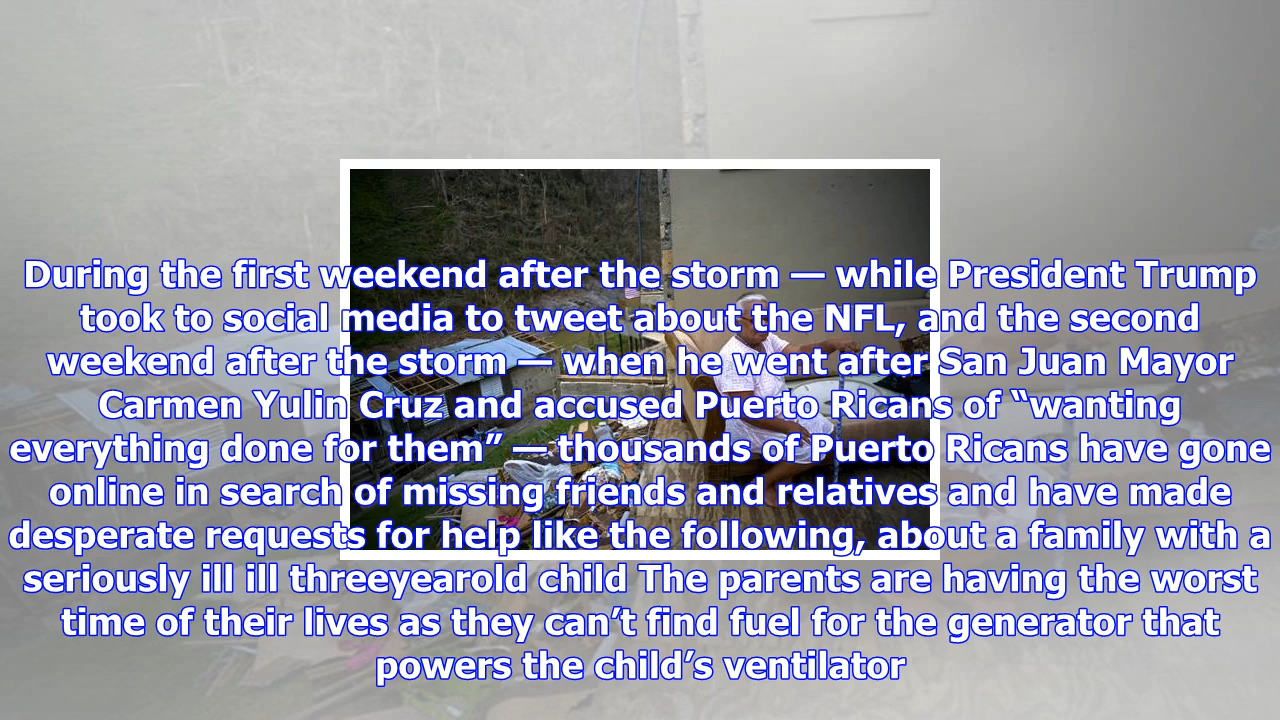 During the first weekend after the storm — while President Trump
took to social media to tweet about the NFL, and the second
weekend after the storm — when he went after San Juan Mayor
Carmen Yulin Cruz and accused Puerto Ricans of “wanting
everything done for them” — thousands of Puerto Ricans have gone
online in search of missing friends and relatives and have made
desperate requests for help like the following, about a family with a
seriously ill ill threeyearold child The parents are having the worst
time of their lives as they can’t find fuel for the generator that
powers the child’s ventilator